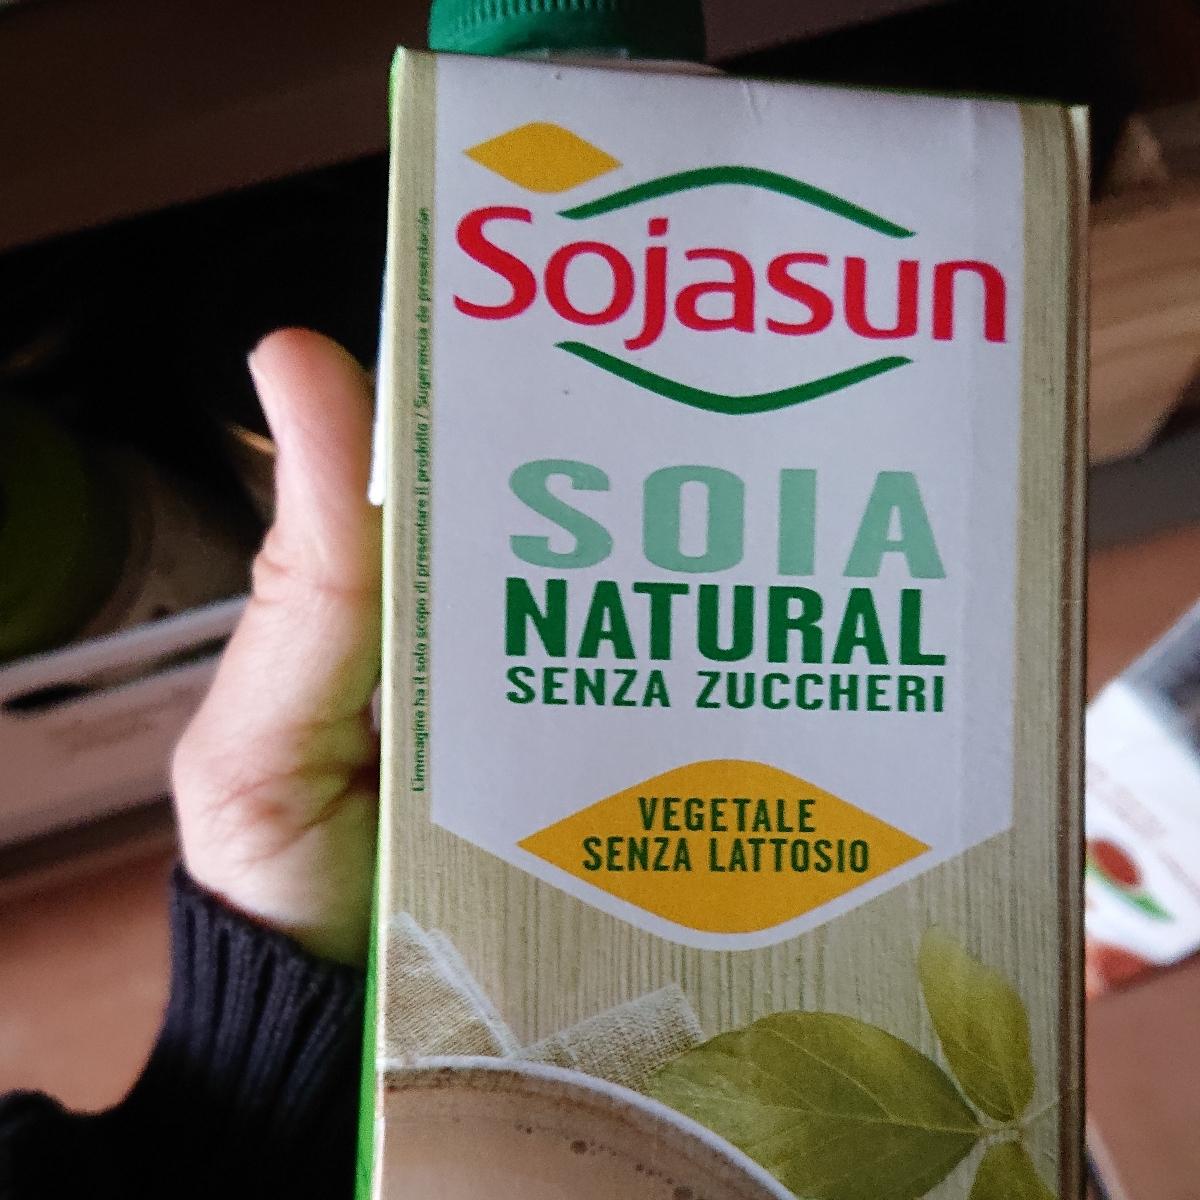 Sojasun
SOIA
NATURAL
SENZA ZUCCHERI
VEGETALE
SENZA LATTOSIO
L'immagine ha il solo scopo di presentare il prodotto / Sugerencia de presentación